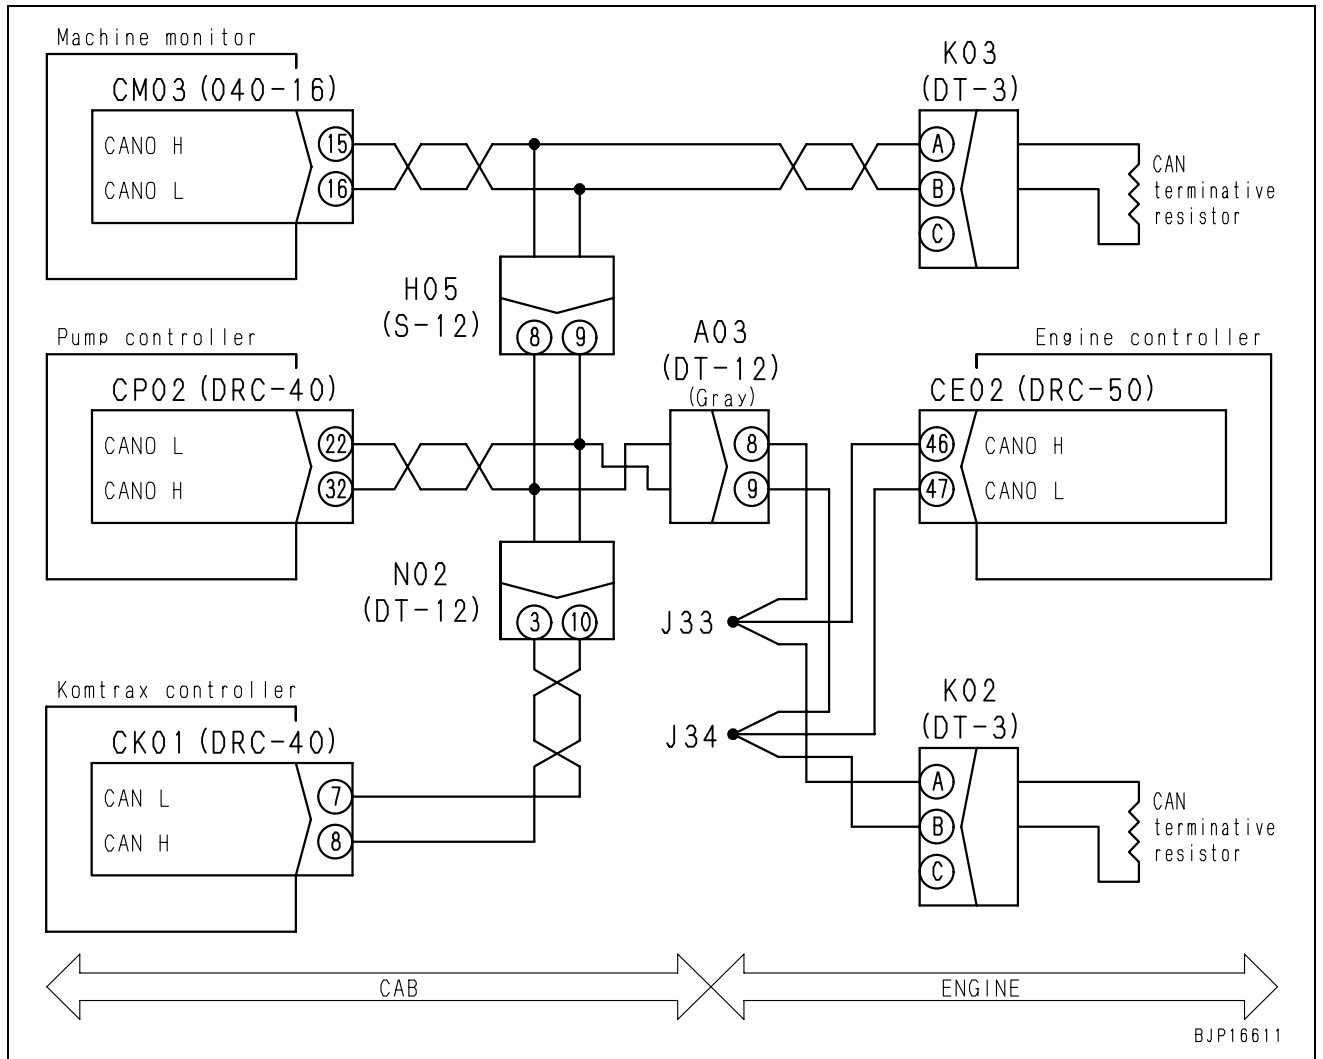 Machine monitor
CM03 (040-16)
CAN0 H
15
CAN0 L
16
K03
(DT-3)
A
B
C
CAN
terminative
resistor
H05
(S-12)
8 9
Pump controller
CP02 (DRC-40)
CAN0 L
22
CAN0 H
32
A03
(DT-12)
(Gray)
8
9
Engine controller
CE02 (DRC-50)
46
CAN0 H
47
CAN0 L
N02
(DT-12)
3 10
J33
J34
Komtrax controller
CK01 (DRC-40)
CAN L
7
CAN H
8
K02
(DT-3)
A
B
C
CAN
terminative
resistor
CAB
ENGINE
BJP16611